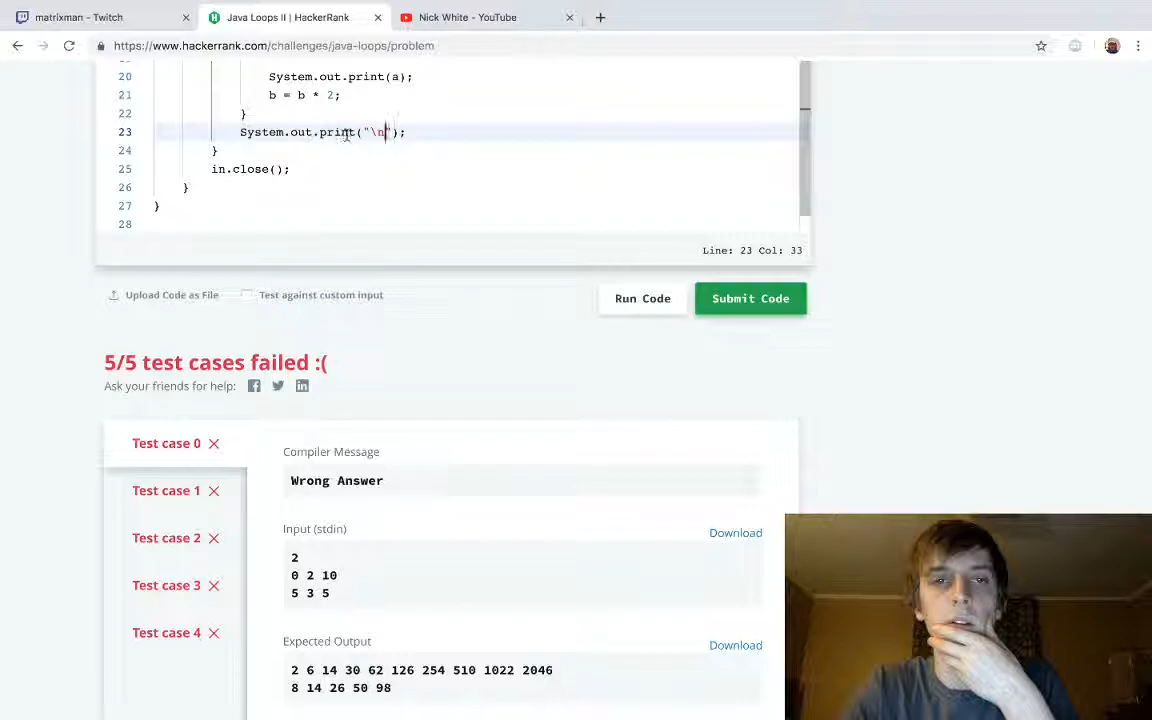 matrixman - Twitch
Java Loops II | HackerRank
Nick White - YouTube
https://www.hackerrank.com/challenges/java-loops/problem
20 System.out.print(a);
21 b = b * 2;
22 }
23 System.out.print("\n");
24 }
25 in.close();
26 }
27 }
28
Line: 23 Col: 33
Upload Code as File
Test against custom input
Run Code
Submit Code
5/5 test cases failed :(
Ask your friends for help:
Test case 0
Test case 1
Test case 2
Test case 3
Test case 4
Compiler Message
Wrong Answer
Input (stdin)
Download
2
0 2 10
5 3 5
Expected Output
Download
2 6 14 30 62 126 254 510 1022 2046
8 14 26 50 98